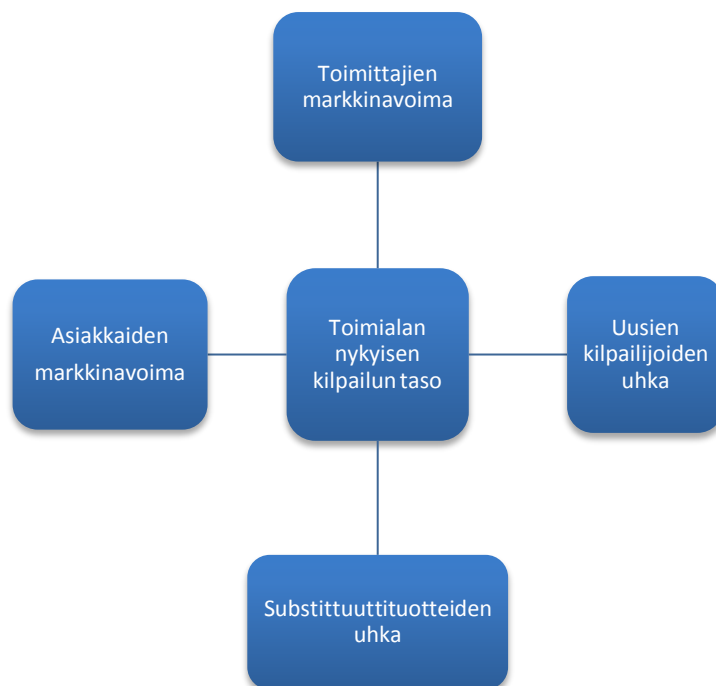 Toimittajien
markkinavoima
Asiakkaiden
markkinavoima
Toimialan
nykyisen
kilpailun taso
Uusien
kilpailijoiden
uhka
Substittuuttituotteiden
uhka